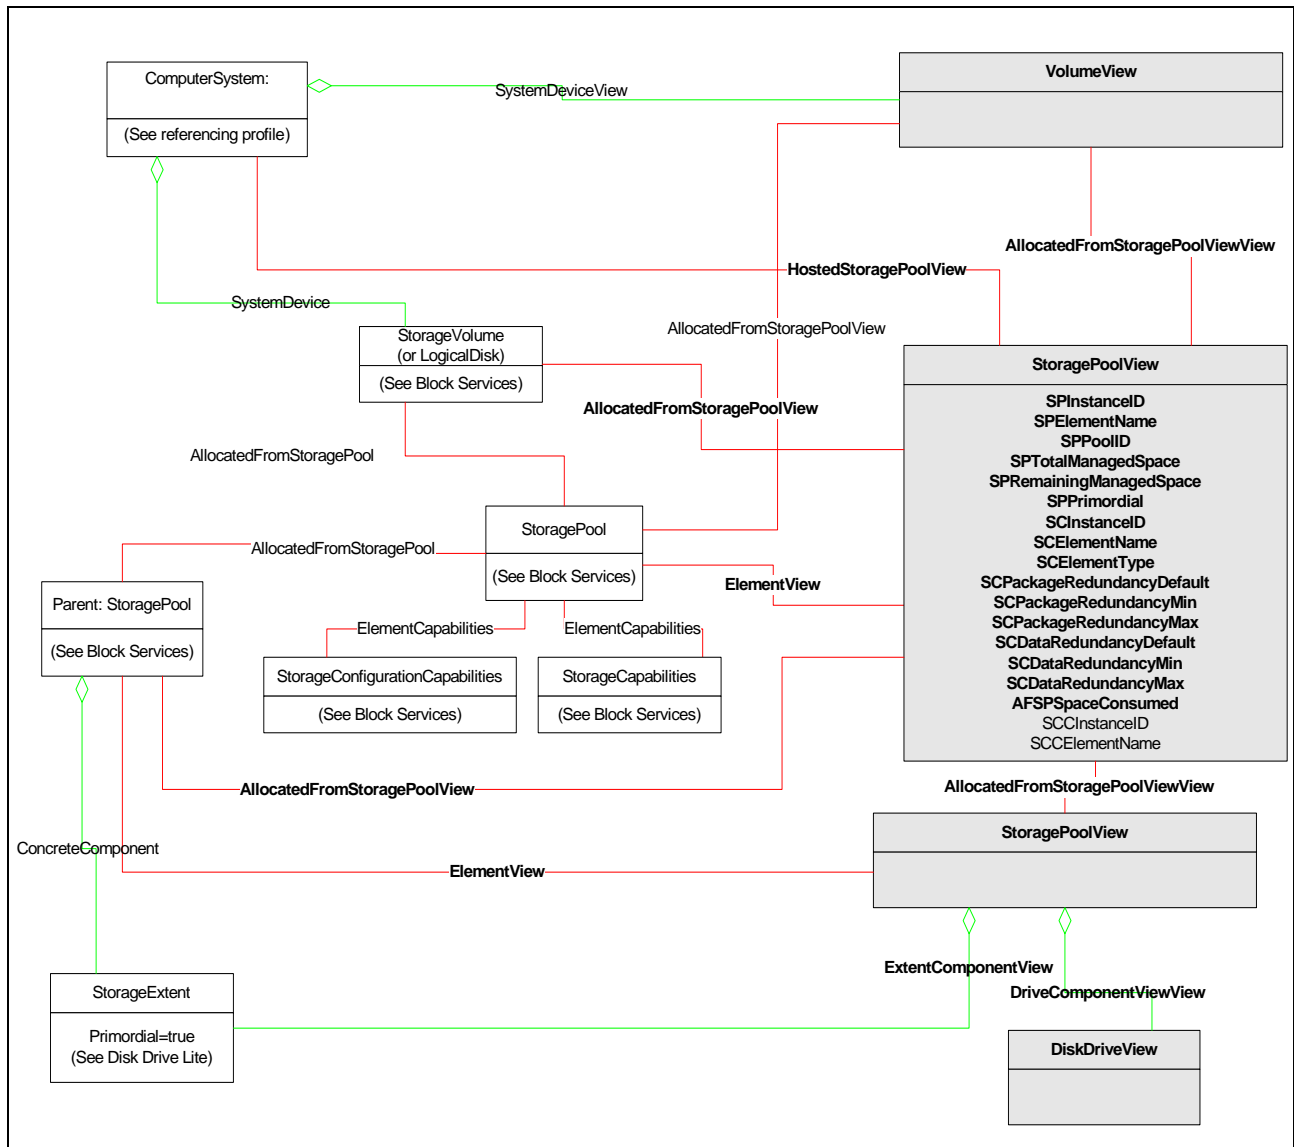 ComputerSystem:
(See referencing profile)
SystemDeviceView
VolumeView
AllocatedFromStoragePoolViewView
HostedStoragePoolView
SystemDevice
AllocatedFromStoragePoolView
StorageVolume
(or LogicalDisk)
(See Block Services)
AllocatedFromStoragePoolView
StoragePoolView
SPInstanceID
SPElementName
SPPoolID
SPTotalManagedSpace
SPRemainingManagedSpace
SPPrimordial
SCInstanceID
SCElementName
SCElementType
SCPackageRedundancyDefault
SCPackageRedundancyMin
SCPackageRedundancyMax
SCDataRedundancyDefault
SCDataRedundancyMin
SCDataRedundancyMax
AFSPSpaceConsumed
SCCInstanceID
SCCElementName
AllocatedFromStoragePool
StoragePool
(See Block Services)
AllocatedFromStoragePool
ElementView
Parent: StoragePool
(See Block Services)
ElementCapabilities
ElementCapabilities
StorageConfigurationCapabilities
(See Block Services)
StorageCapabilities
(See Block Services)
AllocatedFromStoragePoolView
AllocatedFromStoragePoolViewView
StoragePoolView
ConcreteComponent
ElementView
ExtentComponentView
DriveComponentViewView
StorageExtent
Primordial=true
(See Disk Drive Lite)
DiskDriveView